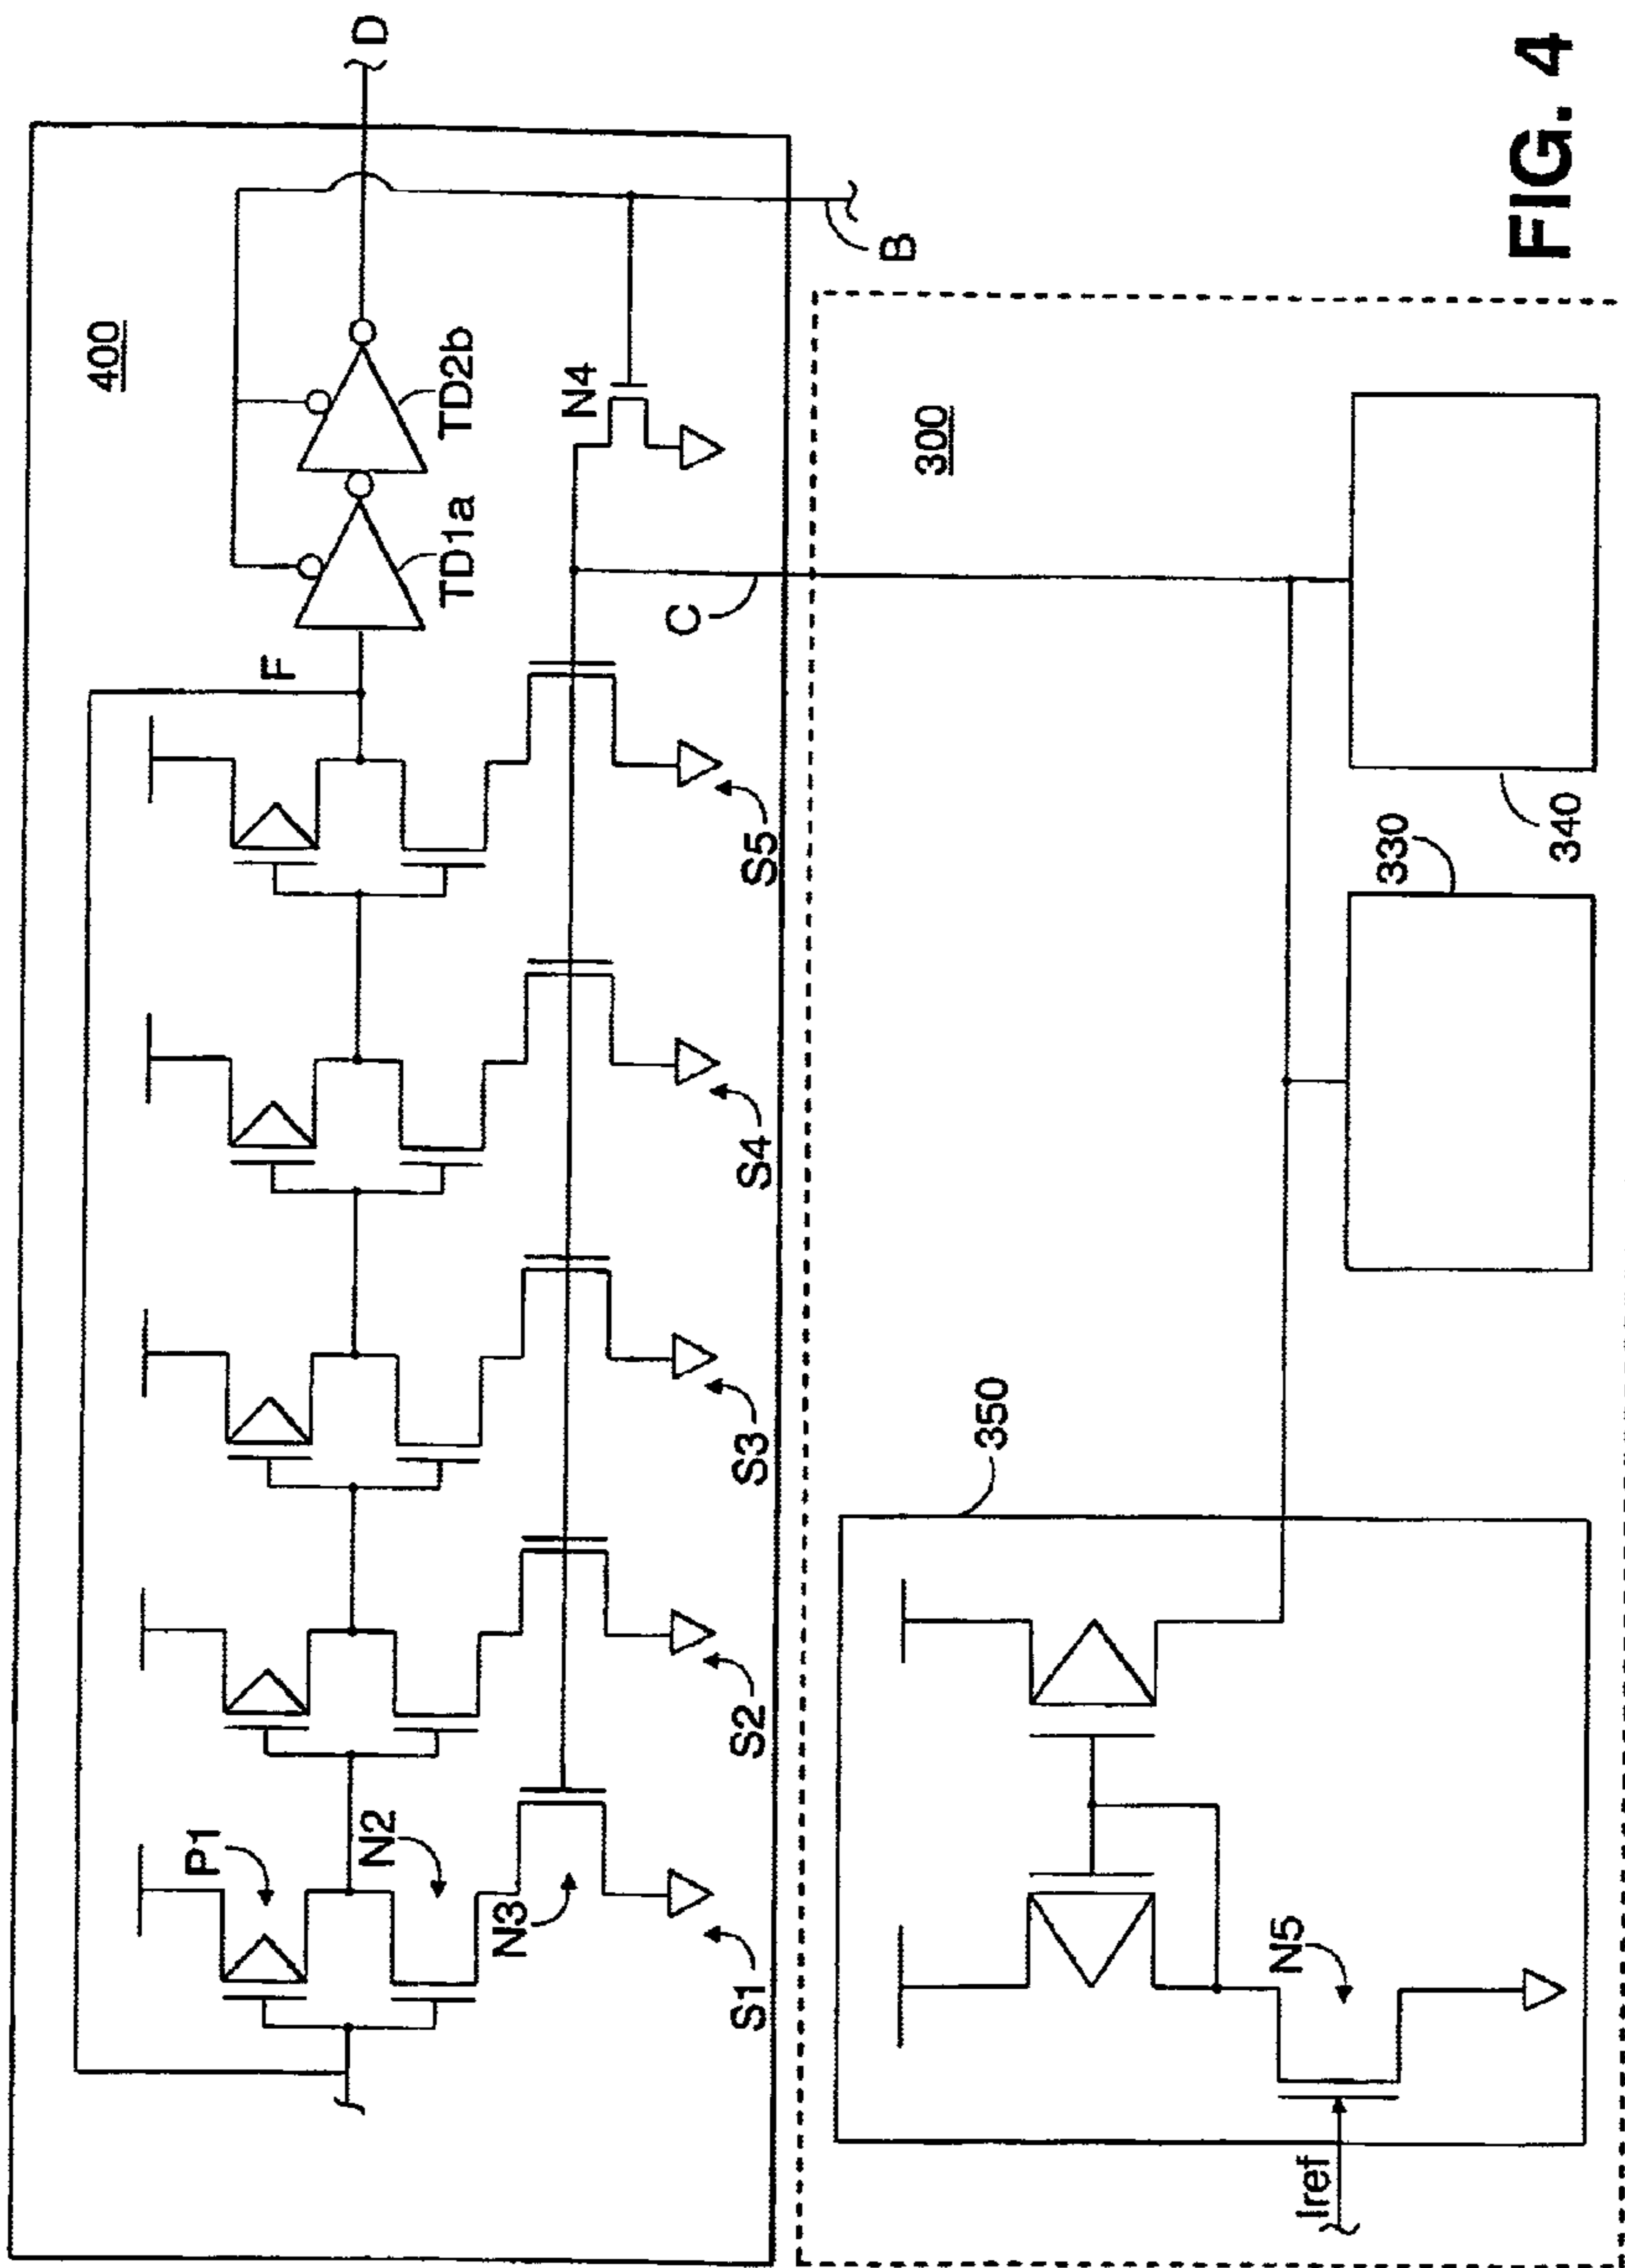 400
D
F
TD1a
TD2b
P1
N2
N3
N4
S1
S2
S3
S4
S5
C
B
300
350
330
340
N5
Iref
FIG. 4